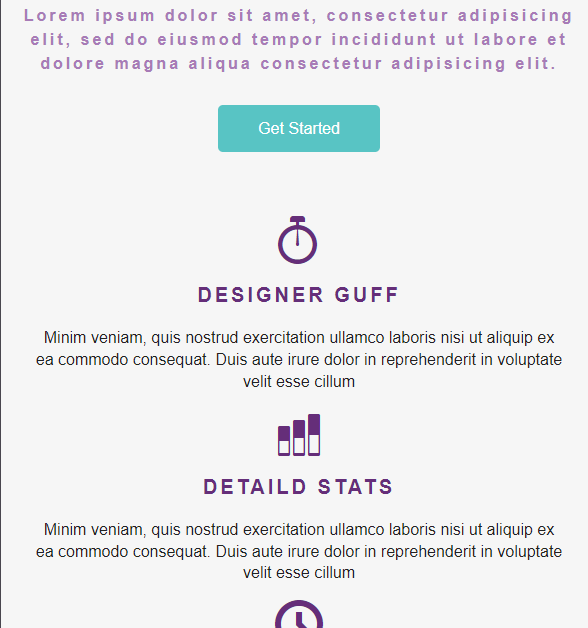 Lorem ipsum dolor sit amet, consectetur adipisicing
elit, sed do eiusmod tempor incididunt ut labore et
dolore magna aliqua consectetur adipisicing elit.
Get Started
DESIGNER GUFF
Minim veniam, quis nostrud exercitation ullamco laboris nisi ut aliquip ex
ea commodo consequat. Duis aute irure dolor in reprehenderit in voluptate
velit esse cillum
DETAILD STATS
Minim veniam, quis nostrud exercitation ullamco laboris nisi ut aliquip ex
ea commodo consequat. Duis aute irure dolor in reprehenderit in voluptate
velit esse cillum